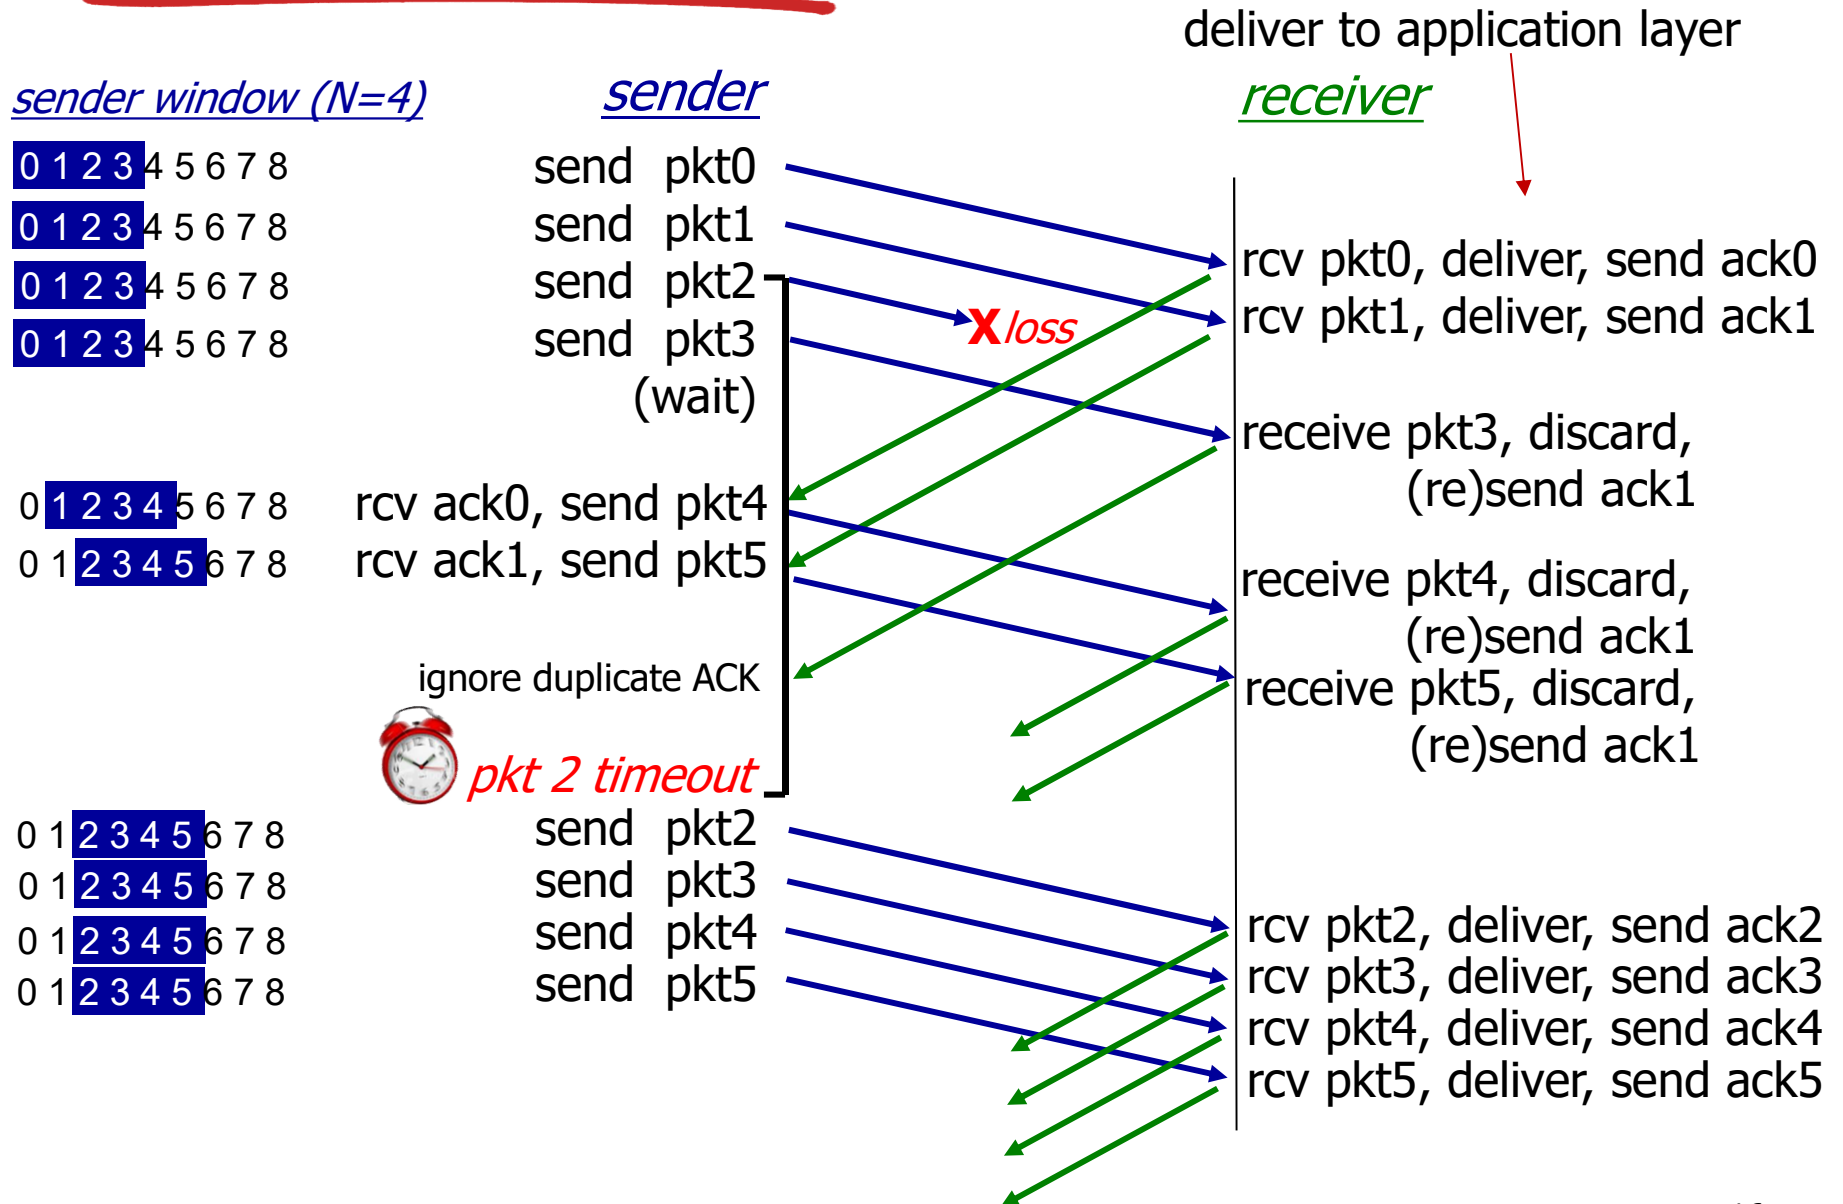 deliver to application layer
sender window (N=4)
sender
receiver
0 1 2 3 4 5 6 7 8
send pkt0
0 1 2 3 4 5 6 7 8
send pkt1
0 1 2 3 4 5 6 7 8
send pkt2
0 1 2 3 4 5 6 7 8
send pkt3
(wait)
X loss
rcv pkt0, deliver, send ack0
rcv pkt1, deliver, send ack1
receive pkt3, discard,
(re)send ack1
0 1 2 3 4 5 6 7 8
rcv ack0, send pkt4
0 1 2 3 4 5 6 7 8
rcv ack1, send pkt5
receive pkt4, discard,
(re)send ack1
ignore duplicate ACK
receive pkt5, discard,
(re)send ack1
pkt 2 timeout
0 1 2 3 4 5 6 7 8
send pkt2
0 1 2 3 4 5 6 7 8
send pkt3
0 1 2 3 4 5 6 7 8
send pkt4
0 1 2 3 4 5 6 7 8
send pkt5
rcv pkt2, deliver, send ack2
rcv pkt3, deliver, send ack3
rcv pkt4, deliver, send ack4
rcv pkt5, deliver, send ack5